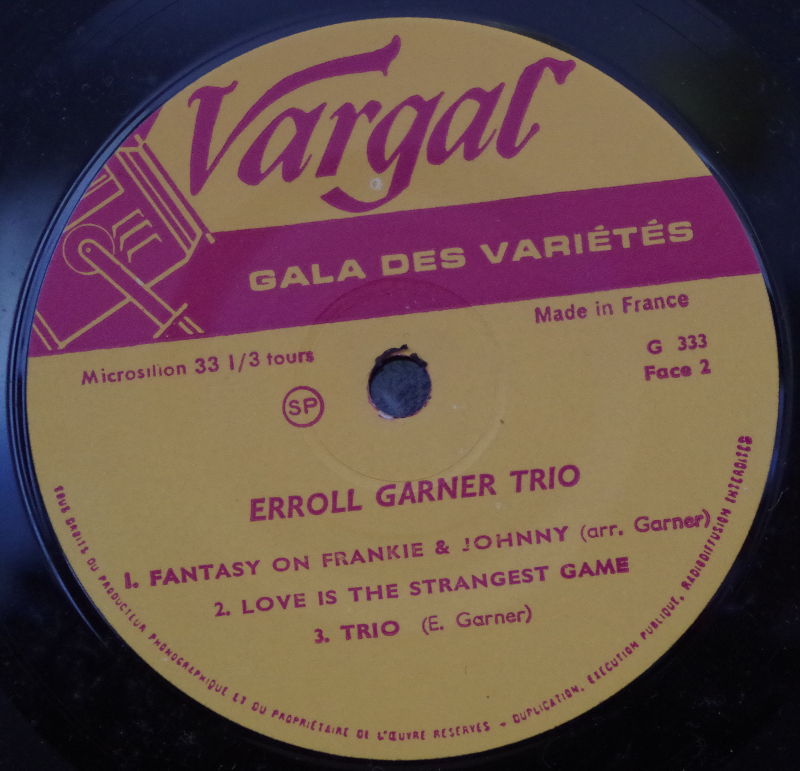 Vargal
GALA DES VARIÉTÉS
Made in France
Microsillon 33 1/3 tours
G 333
Face 2
SP
ERROLL GARNER TRIO
1. FANTASY ON FRANKIE & JOHNNY (arr. Garner)
2. LOVE IS THE STRANGEST GAME
3. TRIO (E. Garner)
TOUS DROITS DU PRODUCTEUR PHONOGRAPHIQUE ET DU PROPRIÉTAIRE DE L'ŒUVRE RÉSERVÉS - DUPLICATION, EXÉCUTION PUBLIQUE, RADIODIFFUSION INTERDITES